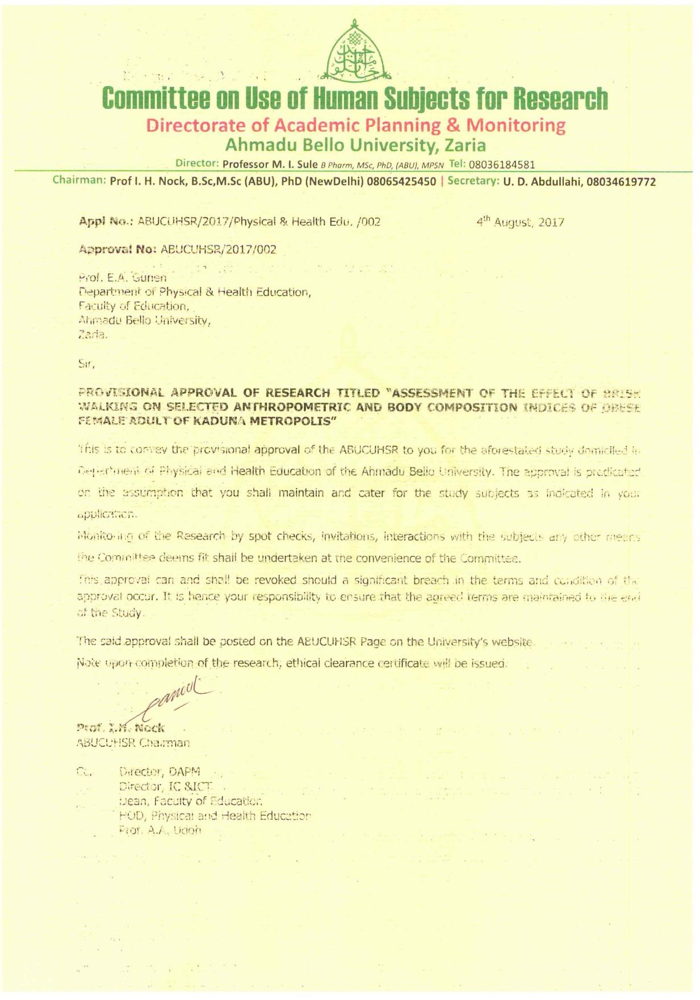 Committee on Use of Human Subjects for Research
Directorate of Academic Planning & Monitoring
Ahmadu Bello University, Zaria
Director: Professor M. I. Sule B Pharm, MSc, PhD, (ABU), MPSN Tel: 08036184581
Chairman: Prof I. H. Nock, B.Sc,M.Sc (ABU), PhD (NewDelhi) 08065425450 | Secretary: U. D. Abdullahi, 08034619772
Appl No.: ABUCUHSR/2017/Physical & Health Edu. /002 4th August, 2017
Approval No: ABUCUHSR/2017/002
Prof. E.A. Gunen
Department of Physical & Health Education,
Faculty of Education,
Ahmadu Bello University,
Zaria.
Sir,
PROVISIONAL APPROVAL OF RESEARCH TITLED "ASSESSMENT OF THE EFFECT OF BRISK
WALKING ON SELECTED ANTHROPOMETRIC AND BODY COMPOSITION INDICES OF OBESE
FEMALE ADULT OF KADUNA METROPOLIS"
This is to convey the provisional approval of the ABUCUHSR to you for the aforestated study domiciled in
Department of Physical and Health Education of the Ahmadu Bello University. The approval is predicated
on the assumption that you shall maintain and cater for the study subjects as indicated in your
application.
Monitoring of the Research by spot checks, invitations, interactions with the subjects any other means
the Committee deems fit shall be undertaken at the convenience of the Committee.
This approval can and shall be revoked should a significant breach in the terms and condition of the
approval occur. It is hence your responsibility to ensure that the agreed terms are maintained to the end
of the Study.
The said approval shall be posted on the ABUCUHSR Page on the University's website.
Note upon completion of the research, ethical clearance certificate will be issued.
Prof. I.H. Nock
ABUCUHSR Chairman
Cc. Director, DAPM
Director, IC &ICT
Dean, Faculty of Education
HOD, Physical and Health Education
Prof. A.A. Udoh